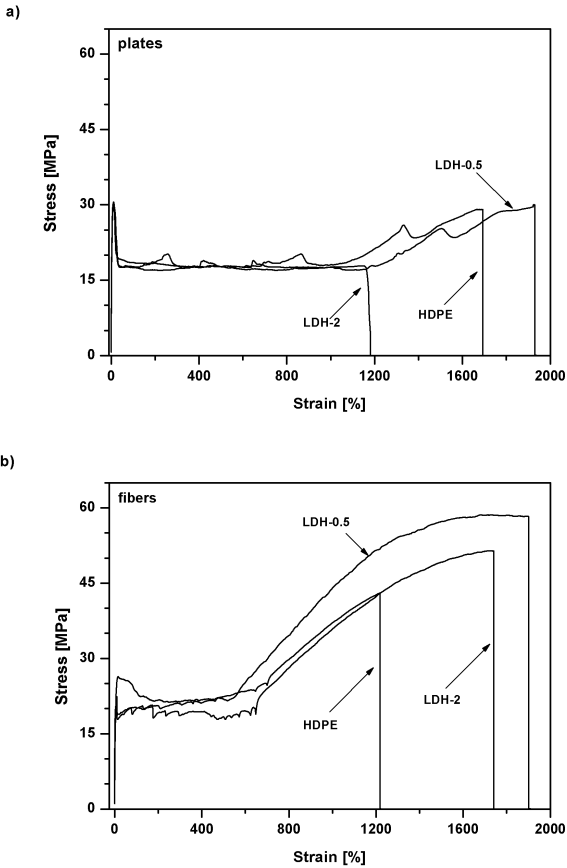 a)
plates
60
45
30
15
0
Stress [MPa]
LDH-0.5
LDH-2
HDPE
0 400 800 1200 1600 2000
Strain [%]
b)
fibers
60
45
30
15
0
Stress [MPa]
LDH-0.5
HDPE
LDH-2
0 400 800 1200 1600 2000
Strain [%]